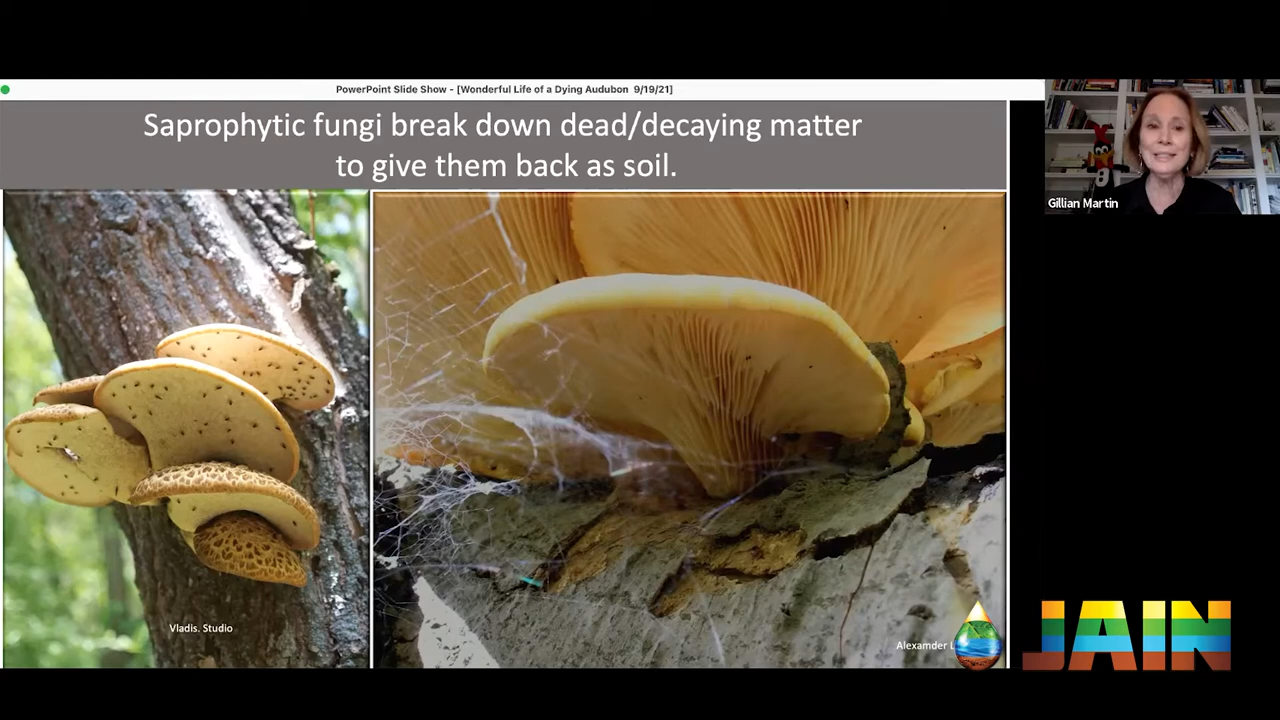 PowerPoint Slide Show - [Wonderful Life of a Dying Audubon 9/19/21]
Saprophytic fungi break down dead/decaying matter
to give them back as soil.
Gillian Martin
Vladis. Studio
Alexamder
JAIN